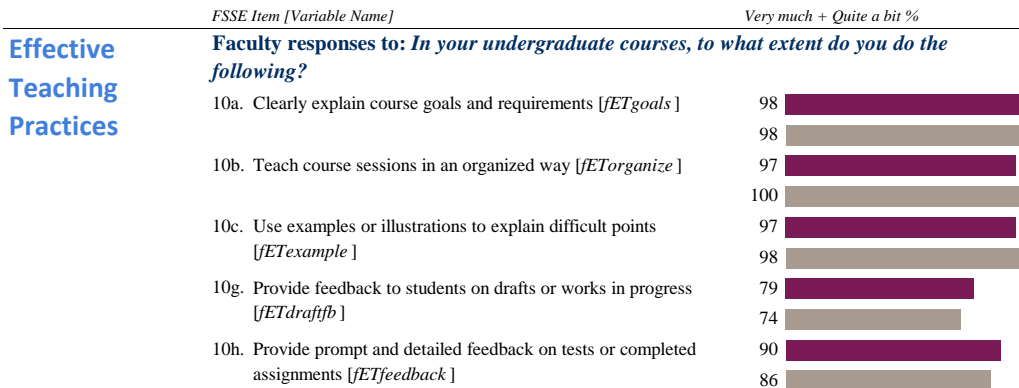 FSSE Item [Variable Name] Very much + Quite a bit %
Effective
Teaching
Practices
Faculty responses to: In your undergraduate courses, to what extent do you do the
following?
10a. Clearly explain course goals and requirements [fETgoals ] 98
98
10b. Teach course sessions in an organized way [fETorganize ] 97
100
10c. Use examples or illustrations to explain difficult points 97
[fETexample ] 98
10g. Provide feedback to students on drafts or works in progress 79
[fETdraftfb ] 74
10h. Provide prompt and detailed feedback on tests or completed 90
assignments [fETfeedback ] 86